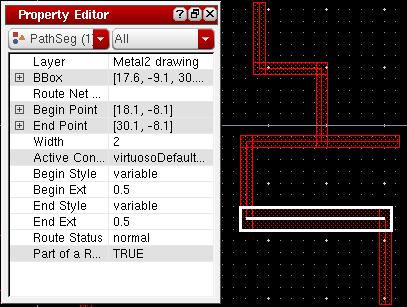 Property Editor
PathSeg (1) All
Layer Metal2 drawing
BBox [17.6, -9.1, 30....
Route Net ...
Begin Point [18.1, -8.1]
End Point [30.1, -8.1]
Width 2
Active Con... virtuosoDefault...
Begin Style variable
Begin Ext 0.5
End Style variable
End Ext 0.5
Route Status normal
Part of a R... TRUE